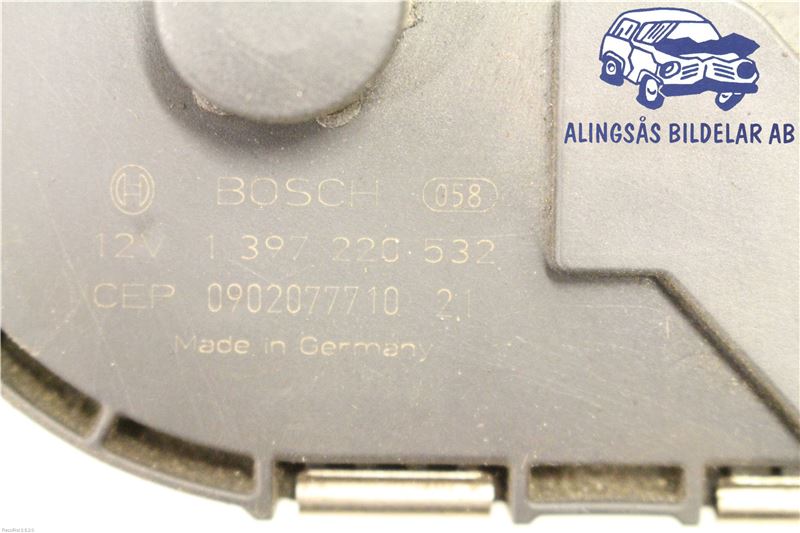 ALINGSÅS BILDELAR AB
BOSCH 058
12V 1 397 220 532
CEP 0902077710 21
Made in Germany